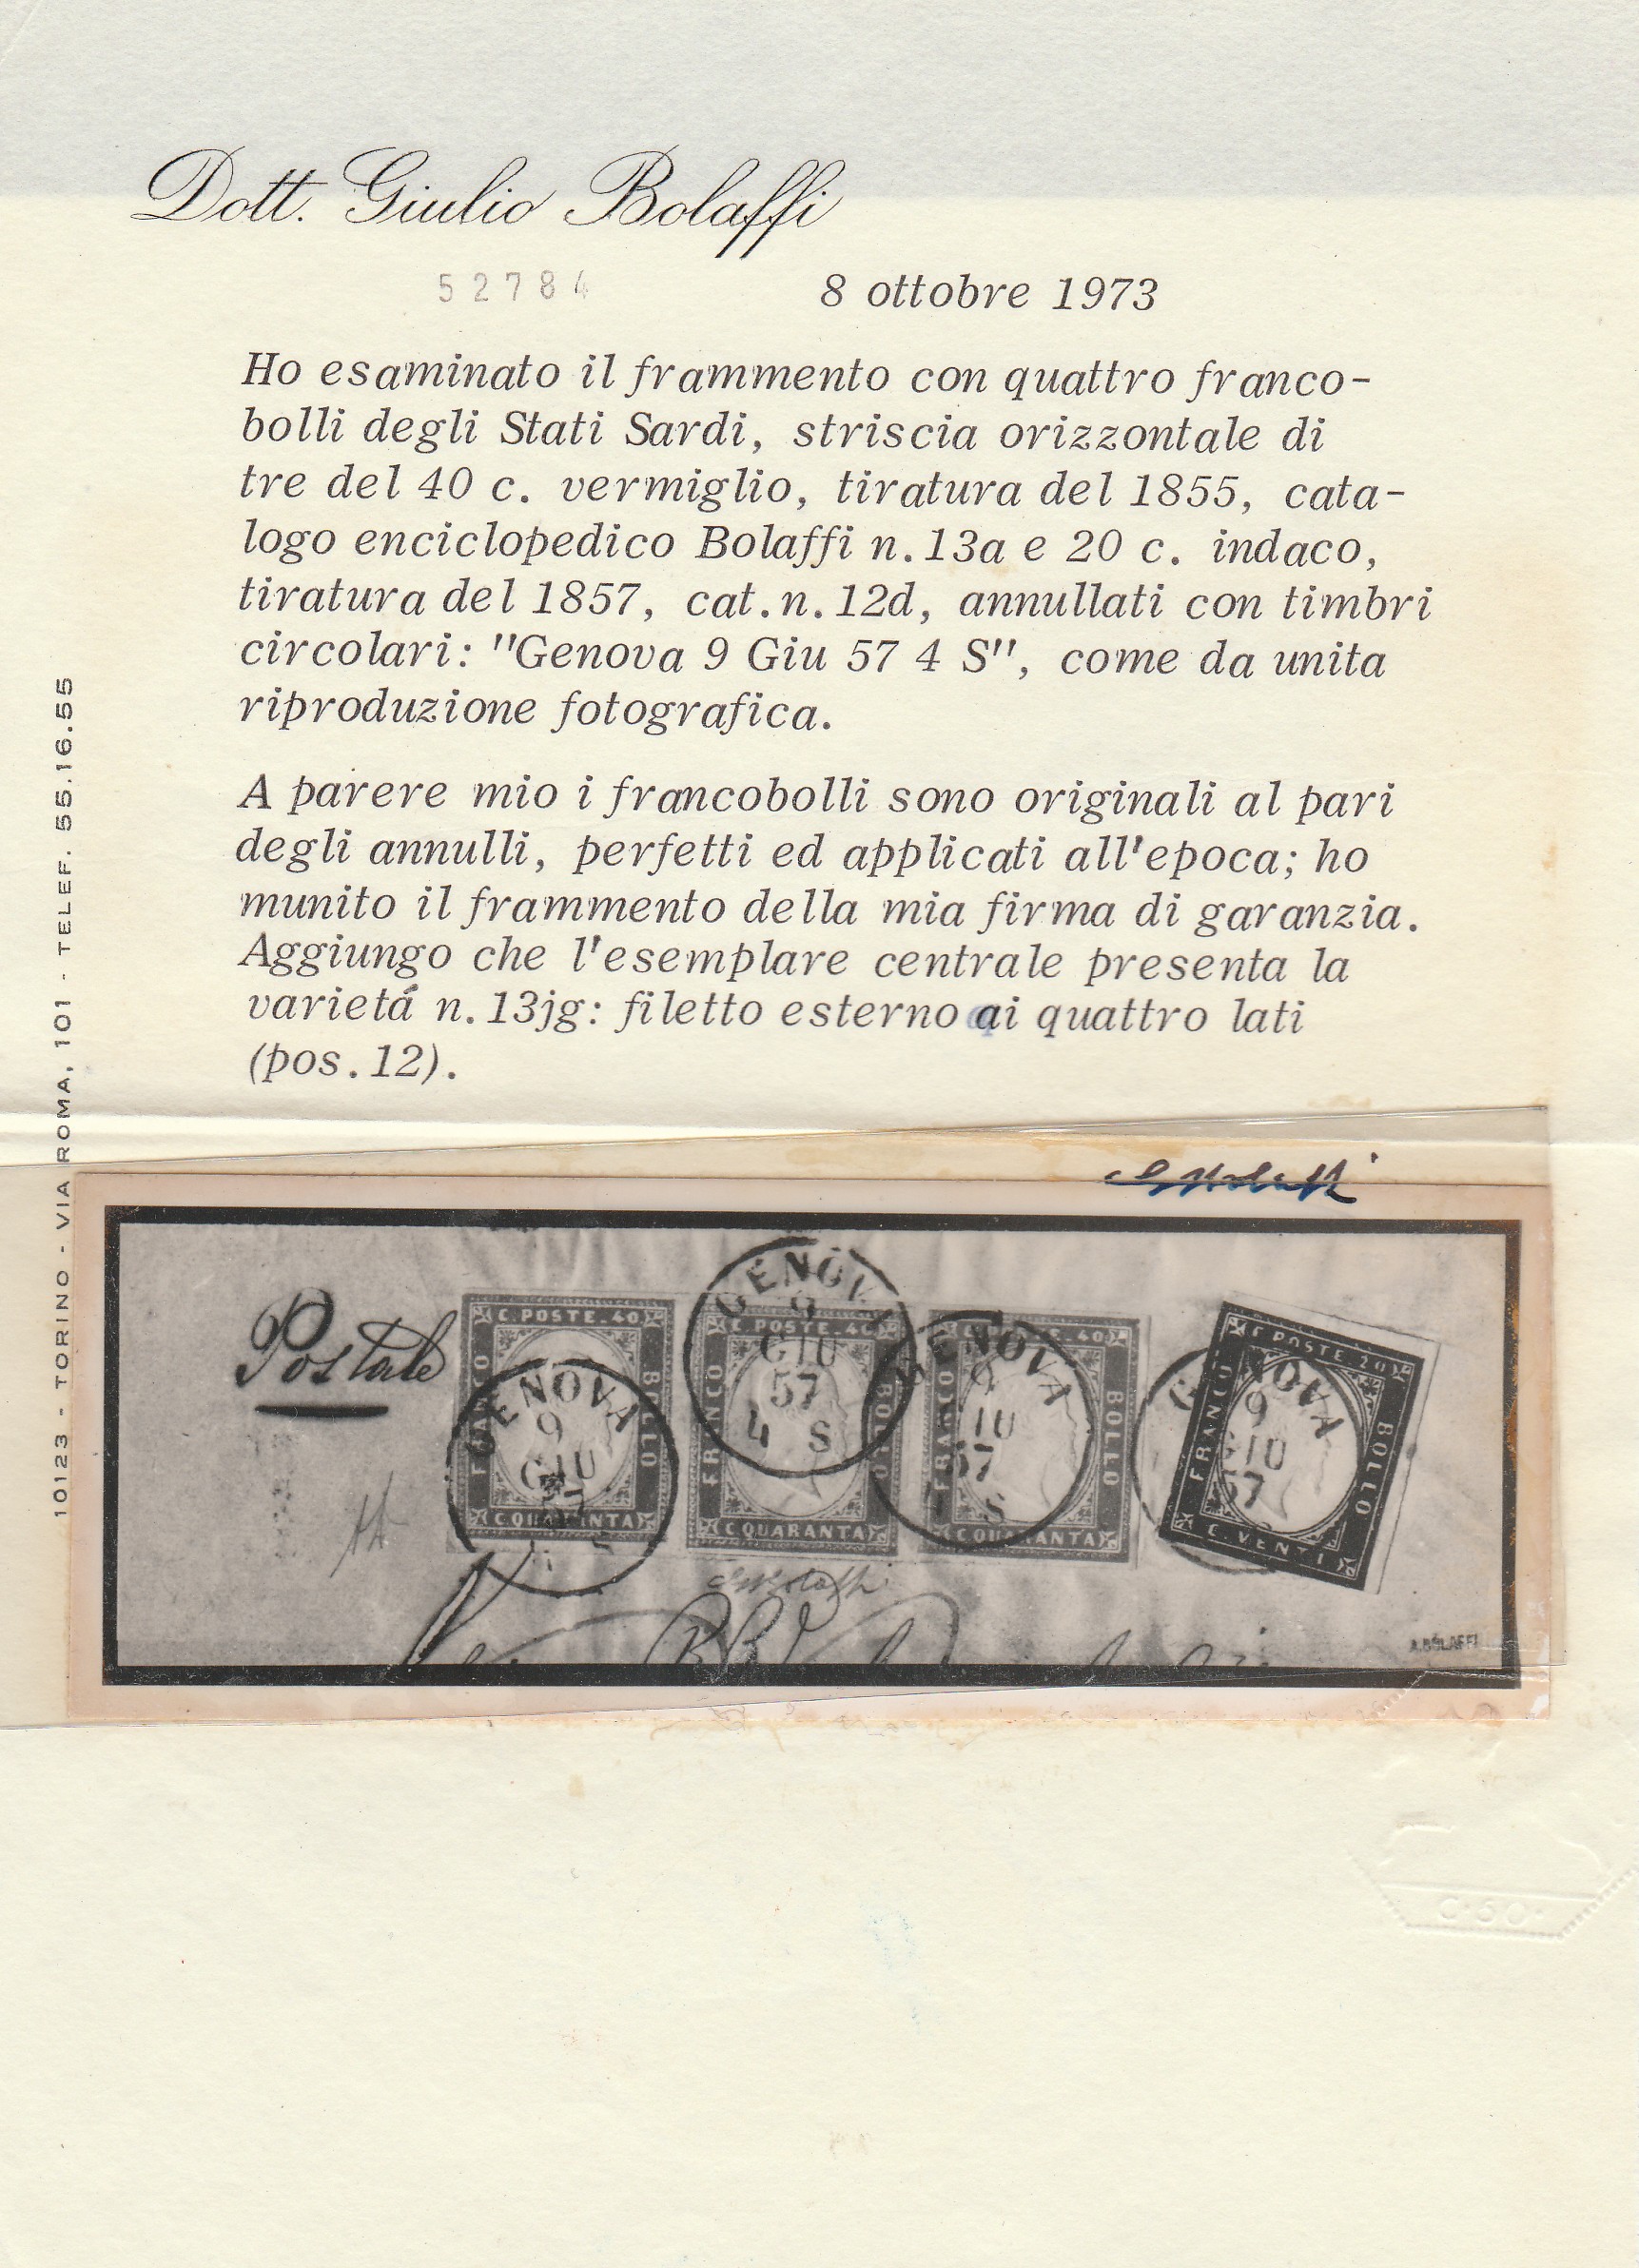 Dott. Giulio Bolaffi
52784
8 ottobre 1973
Ho esaminato il frammento con quattro franco-
bolli degli Stati Sardi, striscia orizzontale di
tre del 40 c. vermiglio, tiratura del 1855, cata-
logo enciclopedico Bolaffi n.13a e 20 c. indaco,
tiratura del 1857, cat.n.12d, annullati con timbri
circolari: "Genova 9 Giu 57 4 S", come da unita
riproduzione fotografica.
A parere mio i francobolli sono originali al pari
degli annulli, perfetti ed applicati all'epoca; ho
munito il frammento della mia firma di garanzia.
Aggiungo che l'esemplare centrale presenta la
varietá n.13jg: filetto esterno ai quattro lati
(pos.12).
10123 - TORINO - VIA ROMA, 101 - TELEF. 55.16.55
Postale
C. POSTE. 40
FRANCO
BOLLO
C QUARANTA
GENOVA
9
GIU
57
C. POSTE. 40
FRANCO
BOLLO
C QUARANTA
GENOVA
9
GIU
57
4 S
C. POSTE. 40
FRANCO
BOLLO
C QUARANTA
GENOVA
9
GIU
57
S
C. POSTE 20
FRANCO
BOLLO
C. VENTI
GENOVA
9
GIU
57
A. BOLAFFI
C.50.